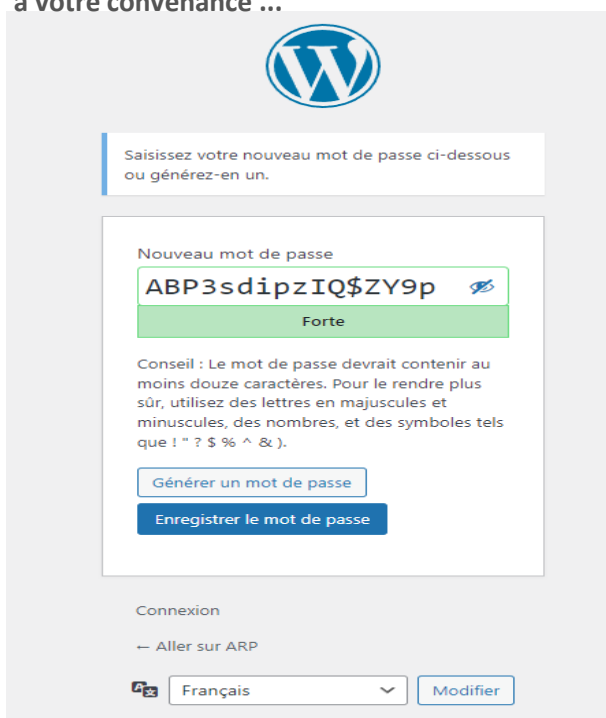 à votre convenance ...
Saisissez votre nouveau mot de passe ci-dessous
ou générez-en un.
Nouveau mot de passe
ABP3sdipzIQ$ZY9p
Forte
Conseil : Le mot de passe devrait contenir au
moins douze caractères. Pour le rendre plus
sûr, utilisez des lettres en majuscules et
minuscules, des nombres, et des symboles tels
que ! " ? $ % ^ & ).
Générer un mot de passe
Enregistrer le mot de passe
Connexion
← Aller sur ARP
Français
Modifier